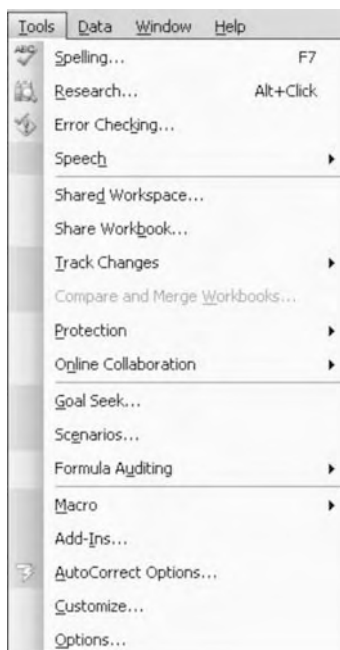 Tools Data Window Help
Spelling... F7
Research... Alt+Click
Error Checking...
Speech
Shared Workspace...
Share Workbook...
Track Changes
Compare and Merge Workbooks...
Protection
Online Collaboration
Goal Seek...
Scenarios...
Formula Auditing
Macro
Add-Ins...
AutoCorrect Options...
Customize...
Options...